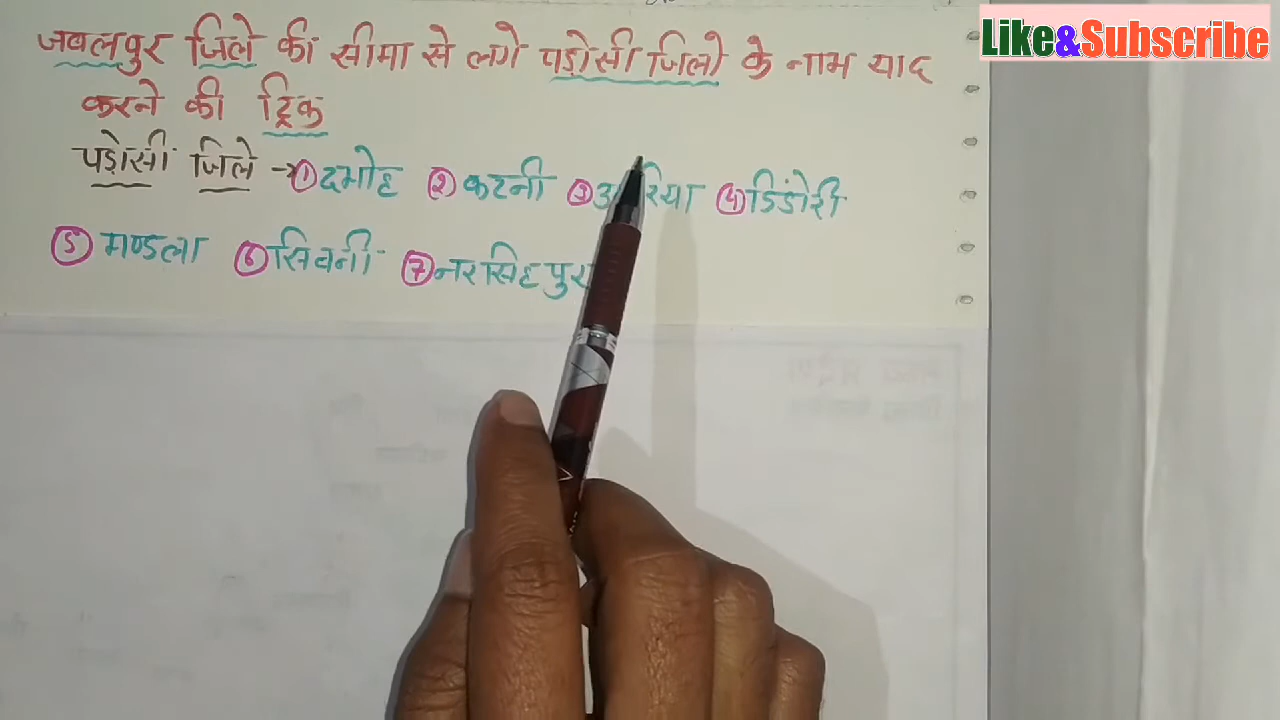 Like&Subscribe
जबलपुर जिले की सीमा से लगे पड़ोसी जिलो के नाम याद
करने की ट्रिक
पड़ोसी जिले → ① दमोह ② कटनी ③ ④ डिंडोरी
⑤ मण्डला ⑥ सिवनी ⑦ नरसिंहपुर